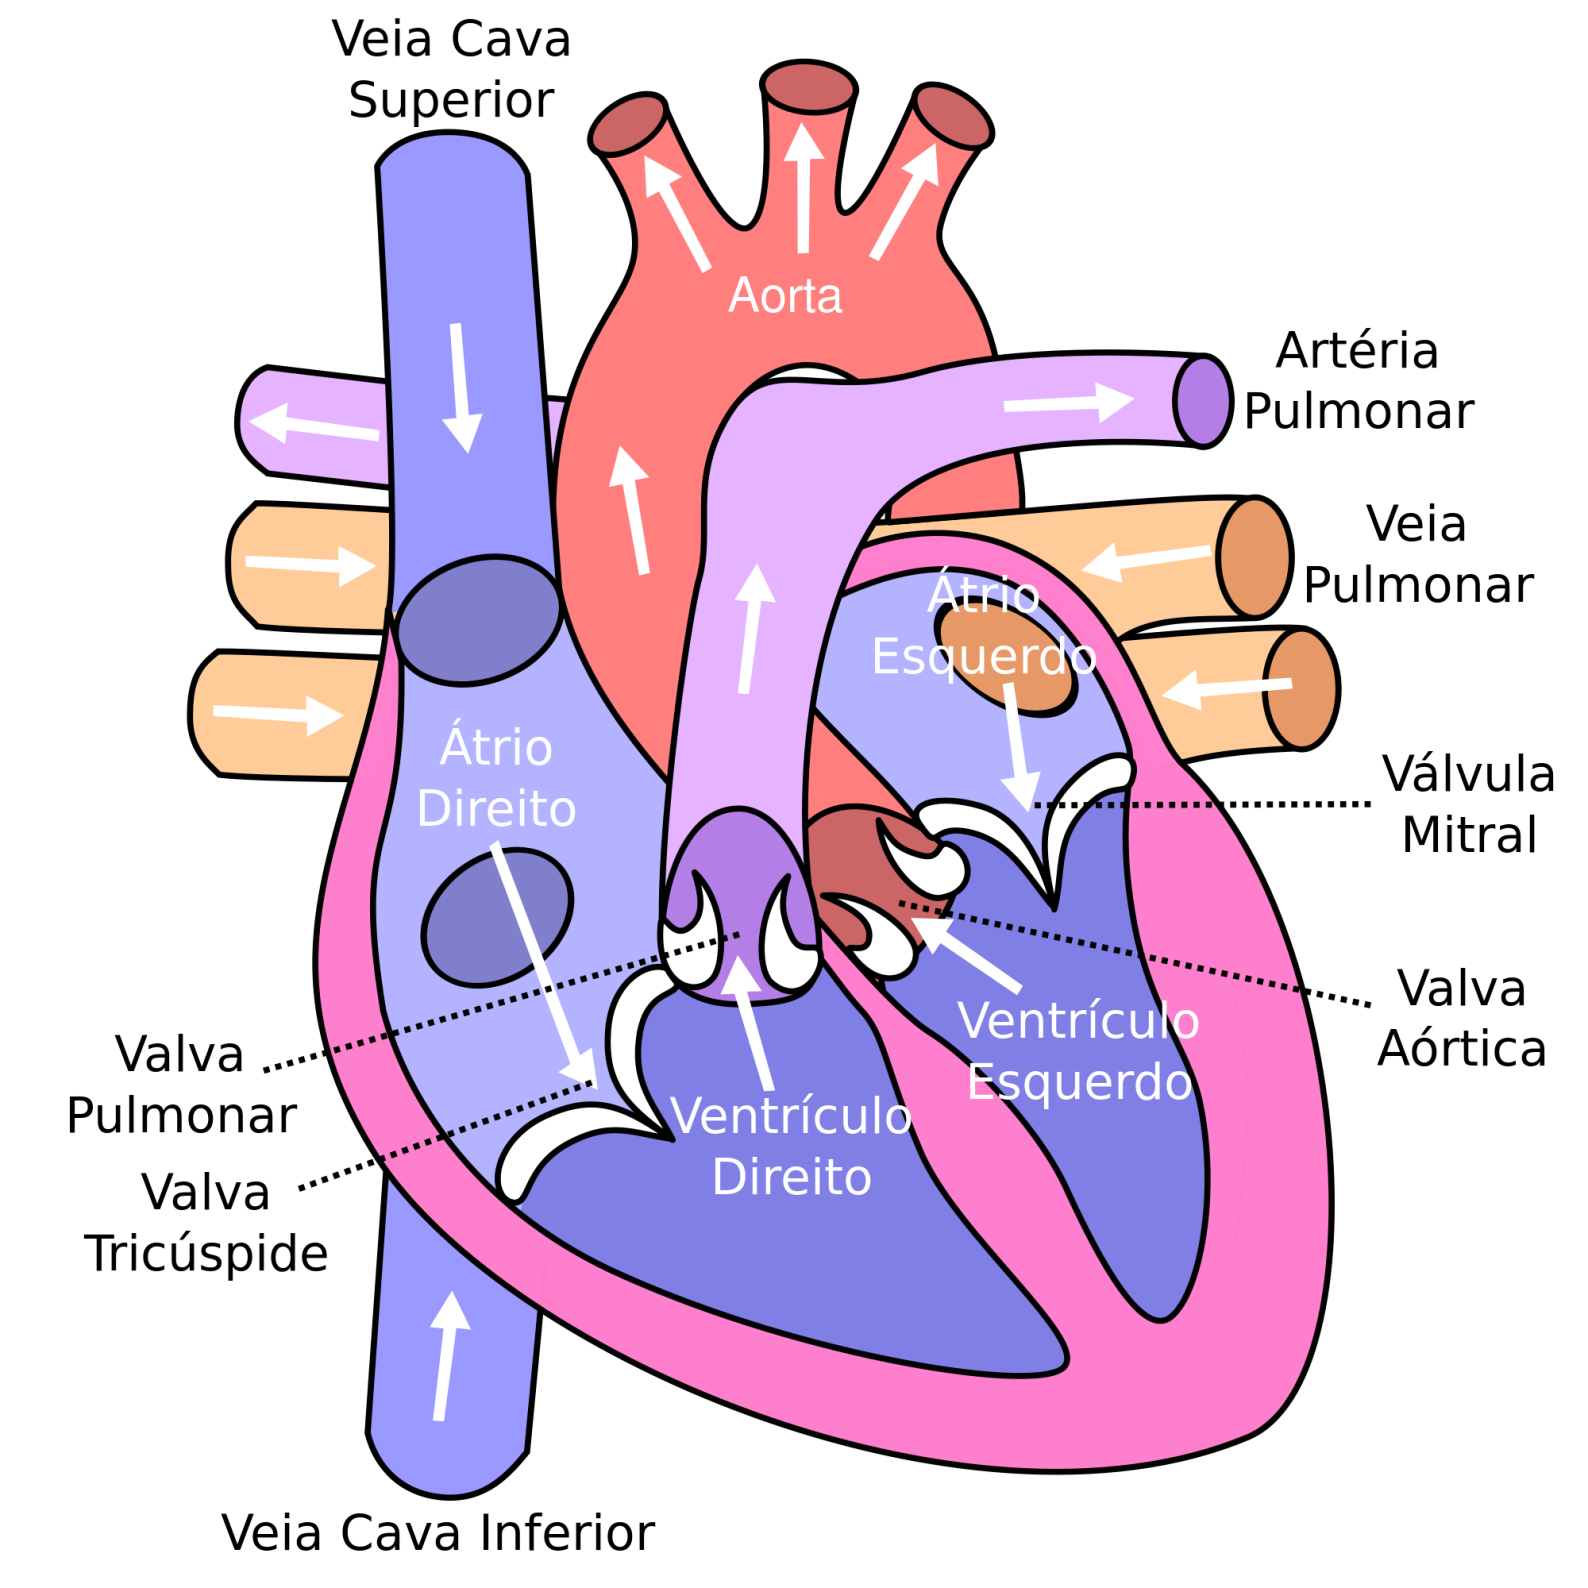 Veia Cava
Superior
Aorta
Artéria
Pulmonar
Veia
Pulmonar
Átrio
Esquerdo
Átrio
Direito
Válvula
Mitral
Valva
Aórtica
Ventrículo
Esquerdo
Valva
Pulmonar
Ventrículo
Direito
Valva
Tricúspide
Veia Cava Inferior